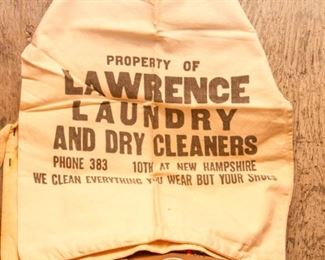 PROPERTY OF
LAWRENCE
LAUNDRY
AND DRY CLEANERS
PHONE 383 10TH AT NEW HAMPSHIRE
WE CLEAN EVERYTHING YOU WEAR BUT YOUR SHOES